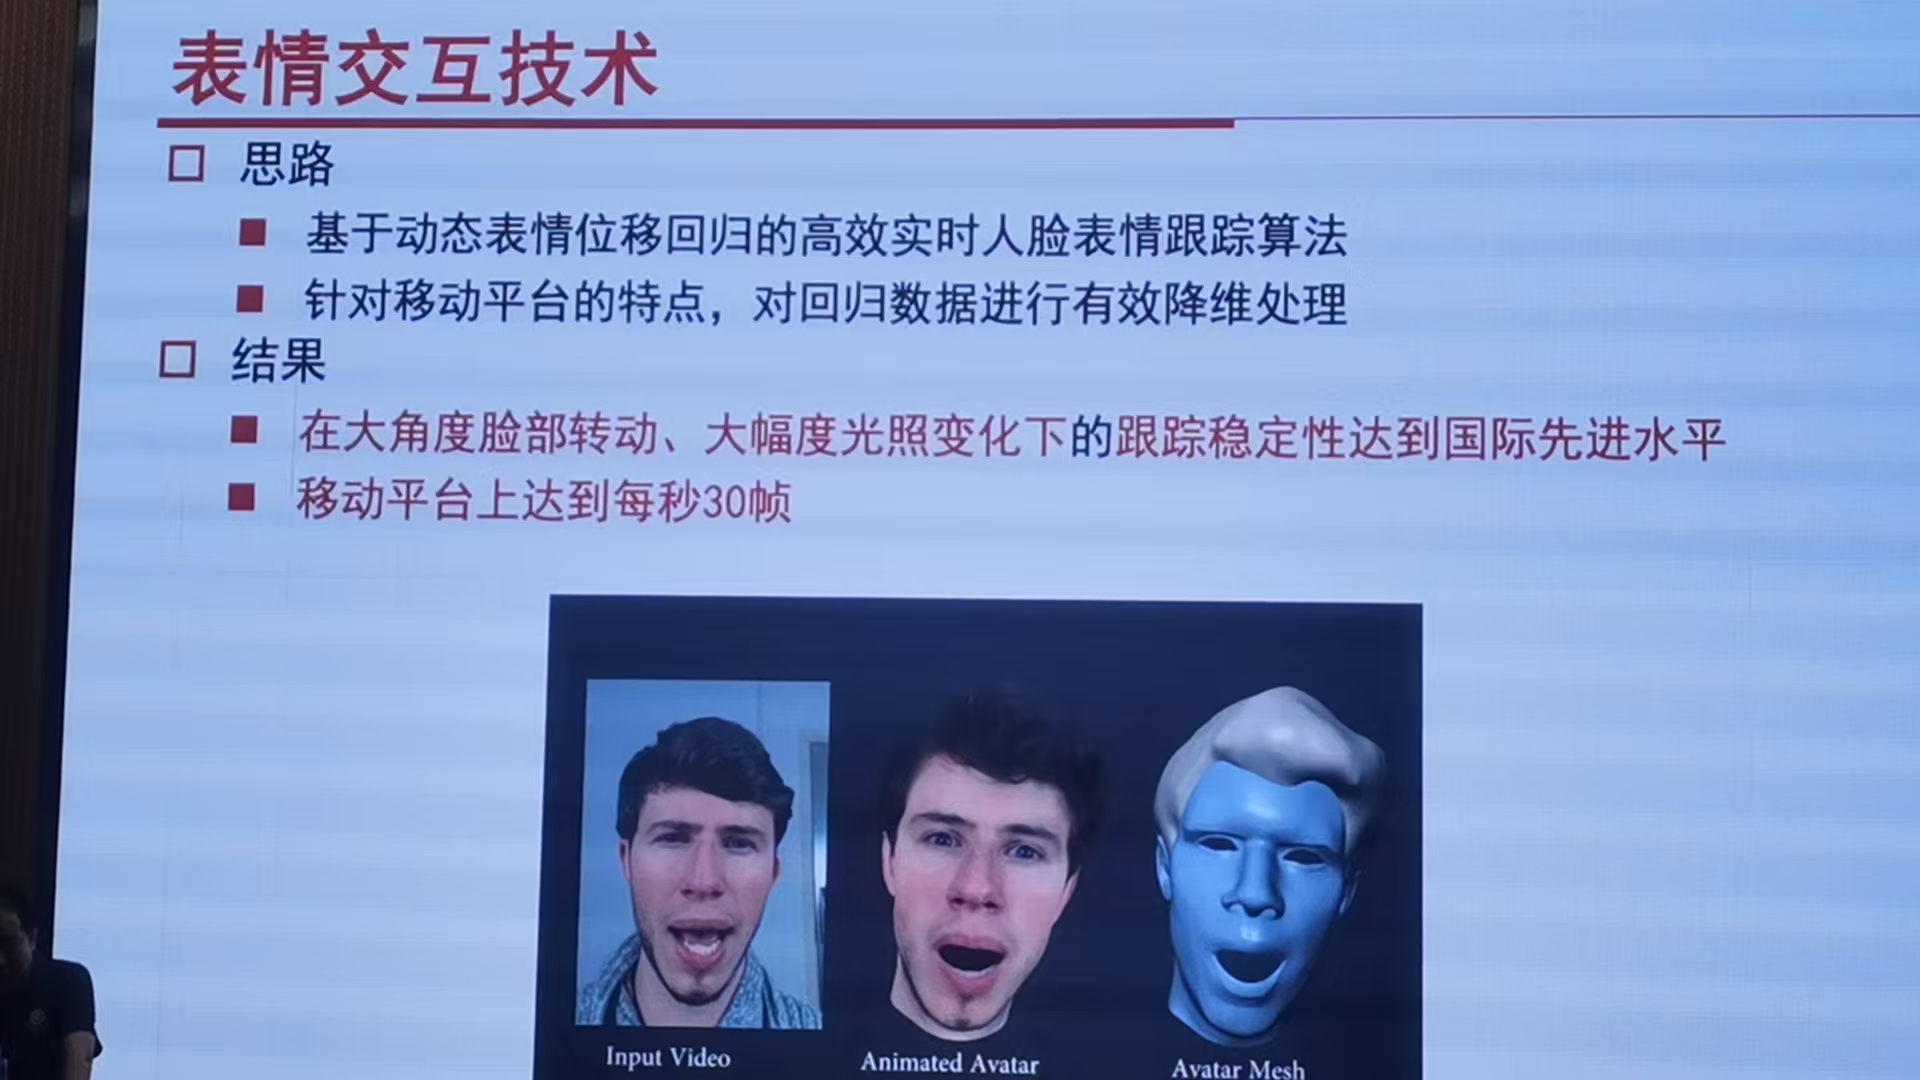 表情交互技术
思路
基于动态表情位移回归的高效实时人脸表情跟踪算法
针对移动平台的特点，对回归数据进行有效降维处理
结果
在大角度脸部转动、大幅度光照变化下的跟踪稳定性达到国际先进水平
移动平台上达到每秒30帧
Input Video
Animated Avatar
Avatar Mesh